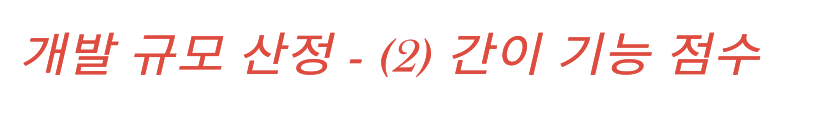 개발 규모 산정 - (2) 간이 기능 점수